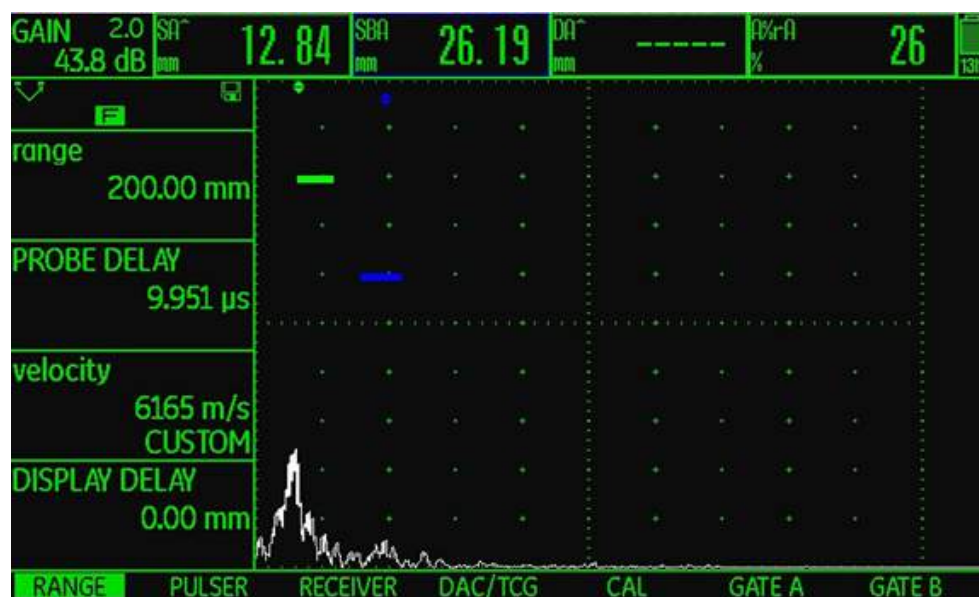 GAIN 2.0
43.8 dB
SA^
mm
12.84
SBA
mm
26.19
DA^
mm
-----
A%rA
%
26
F
range
200.00 mm
PROBE DELAY
9.951 µs
velocity
6165 m/s
CUSTOM
DISPLAY DELAY
0.00 mm
RANGE PULSER RECEIVER DAC/TCG CAL GATE A GATE B